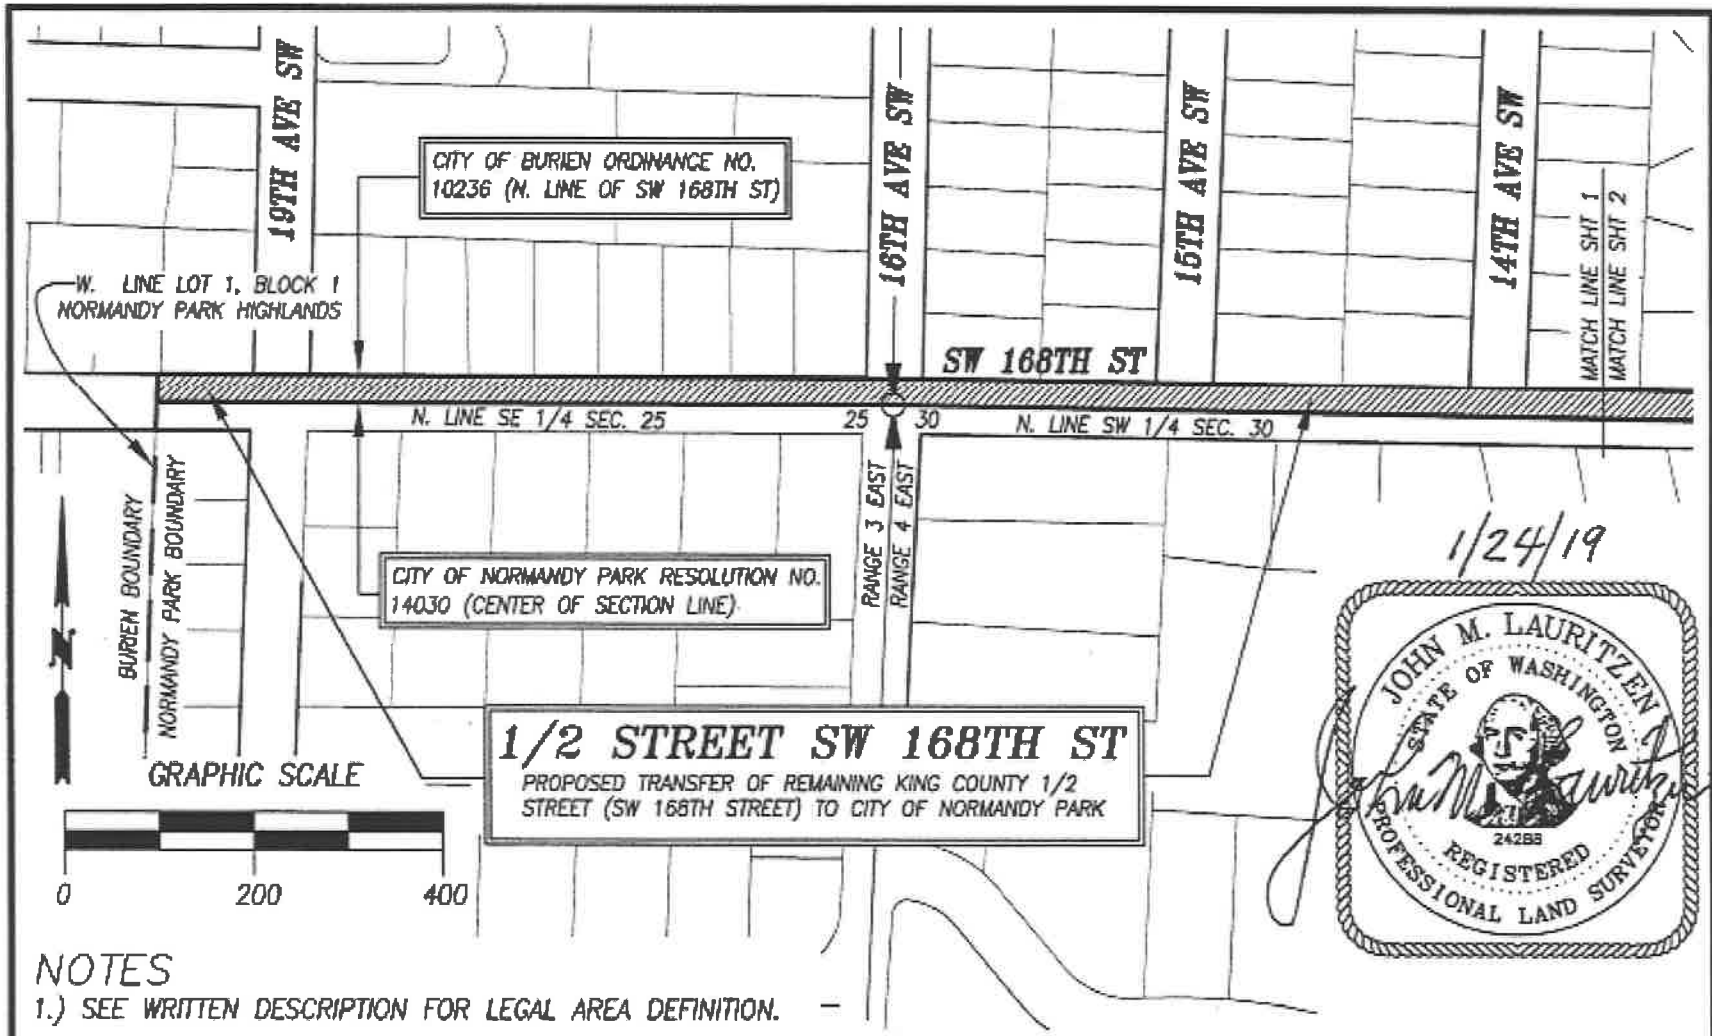 19TH AVE SW
16TH AVE SW
15TH AVE SW
14TH AVE SW
CITY OF BURIEN ORDINANCE NO.
10236 (N. LINE OF SW 168TH ST)
W. LINE LOT 1, BLOCK 1
NORMANDY PARK HIGHLANDS
MATCH LINE SHT 1
MATCH LINE SHT 2
SW 168TH ST
N. LINE SE 1/4 SEC. 25
25
30
N. LINE SW 1/4 SEC. 30
RANGE 3 EAST
RANGE 4 EAST
BURIEN BOUNDARY
NORMANDY PARK BOUNDARY
CITY OF NORMANDY PARK RESOLUTION NO.
14030 (CENTER OF SECTION LINE)
N
1/24/19
1/2 STREET SW 168TH ST
PROPOSED TRANSFER OF REMAINING KING COUNTY 1/2
STREET (SW 168TH STREET) TO CITY OF NORMANDY PARK
GRAPHIC SCALE
0
200
400
JOHN M. LAURITZEN
STATE OF WASHINGTON
24288
REGISTERED
PROFESSIONAL LAND SURVEYOR
John M. Lauritzen
NOTES
1.) SEE WRITTEN DESCRIPTION FOR LEGAL AREA DEFINITION.